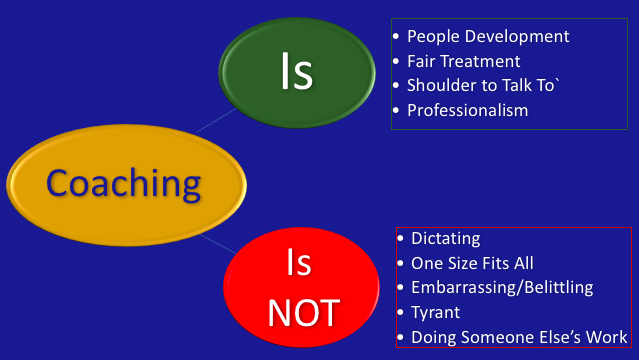 Coaching
Is
• People Development
• Fair Treatment
• Shoulder to Talk To`
• Professionalism
Is
NOT
• Dictating
• One Size Fits All
• Embarrassing/Belittling
• Tyrant
• Doing Someone Else’s Work